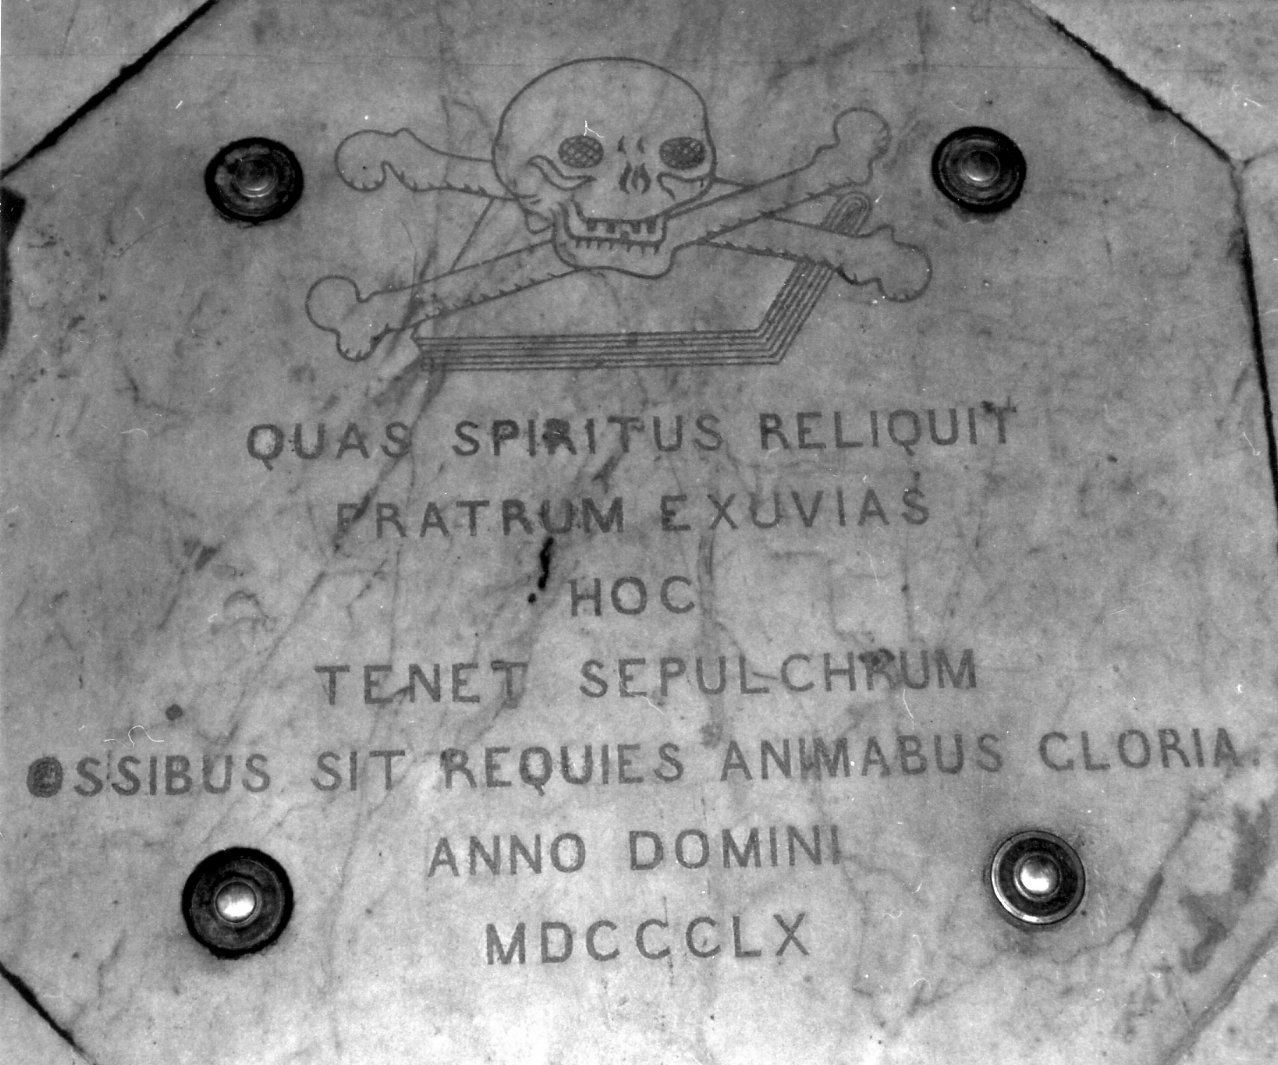 QUAS SPIRITUS RELIQUIT
FRATRUM EXUVIAS
HOC
TENET SEPULCHRUM
OSSIBUS SIT REQUIES ANIMABUS CLORIA.
ANNO DOMINI
MDCCCLX